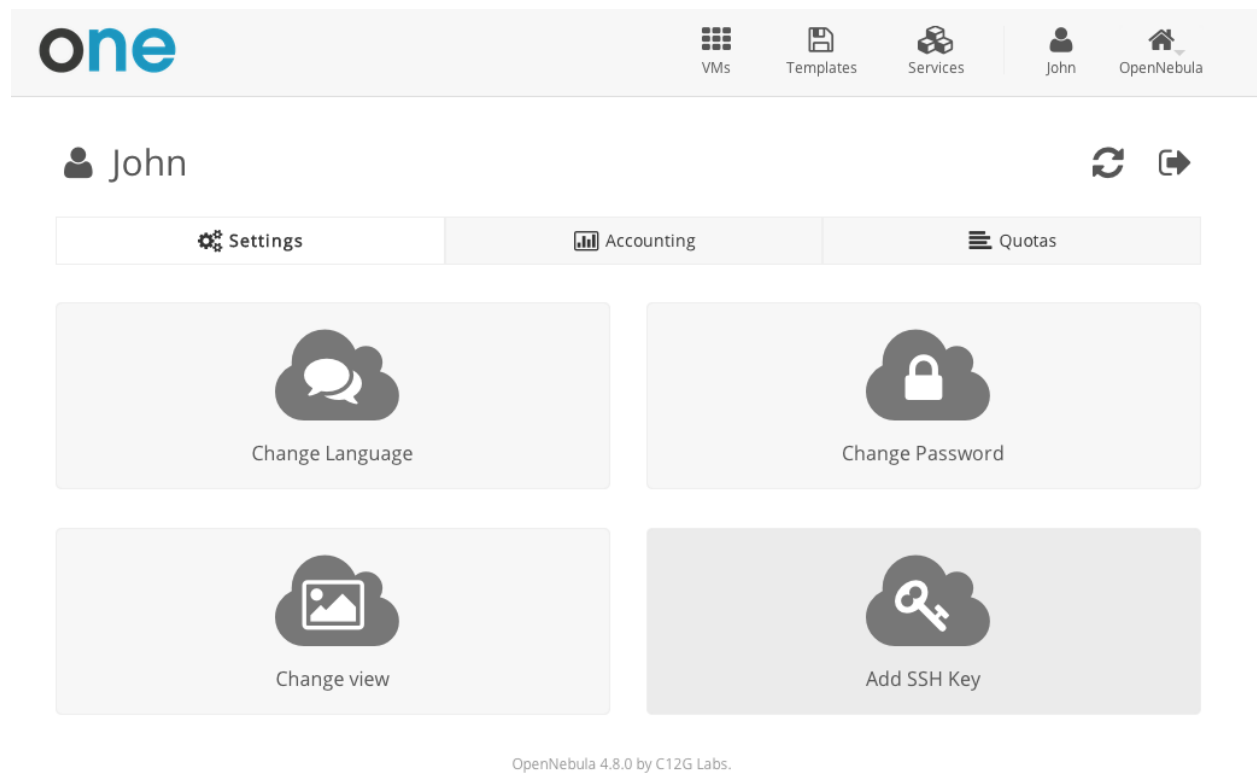 one
VMs Templates Services John OpenNebula
John
Settings Accounting Quotas
Change Language Change Password
Change view Add SSH Key
OpenNebula 4.8.0 by C12G Labs.